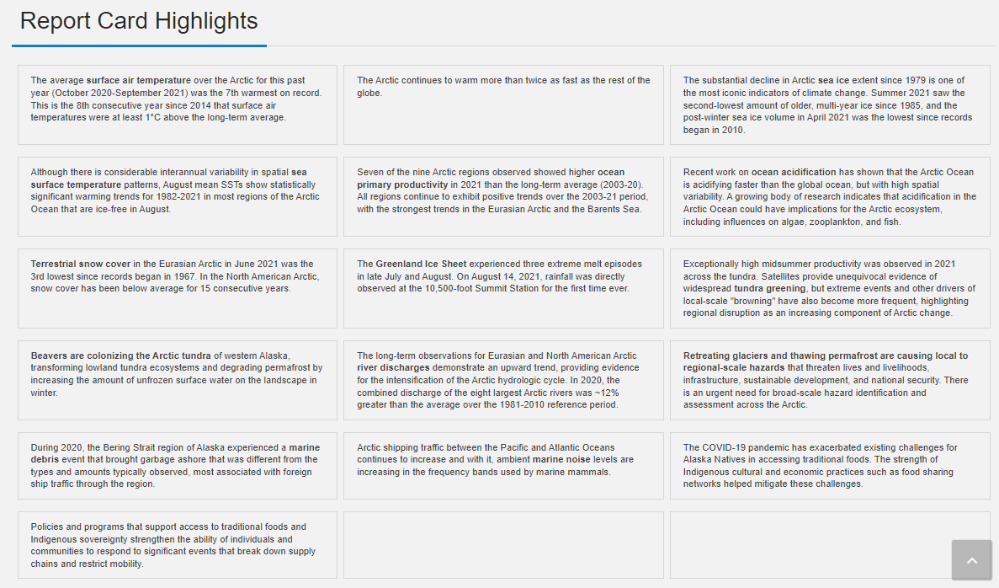 Report Card Highlights
The average surface air temperature over the Arctic for this past
year (October 2020-September 2021) was the 7th warmest on record.
This is the 8th consecutive year since 2014 that surface air
temperatures were at least 1°C above the long-term average.
The Arctic continues to warm more than twice as fast as the rest of the
globe.
The substantial decline in Arctic sea ice extent since 1979 is one of
the most iconic indicators of climate change. Summer 2021 saw the
second-lowest amount of older, multi-year ice since 1985, and the
post-winter sea ice volume in April 2021 was the lowest since records
began in 2010.
Although there is considerable interannual variability in spatial sea
surface temperature patterns, August mean SSTs show statistically
significant warming trends for 1982-2021 in most regions of the Arctic
Ocean that are ice-free in August.
Seven of the nine Arctic regions observed showed higher ocean
primary productivity in 2021 than the long-term average (2003-20).
All regions continue to exhibit positive trends over the 2003-21 period,
with the strongest trends in the Eurasian Arctic and the Barents Sea.
Recent work on ocean acidification has shown that the Arctic Ocean
is acidifying faster than the global ocean, but with high spatial
variability. A growing body of research indicates that acidification in the
Arctic Ocean could have implications for the Arctic ecosystem,
including influences on algae, zooplankton, and fish.
Terrestrial snow cover in the Eurasian Arctic in June 2021 was the
3rd lowest since records began in 1967. In the North American Arctic,
snow cover has been below average for 15 consecutive years.
The Greenland Ice Sheet experienced three extreme melt episodes
in late July and August. On August 14, 2021, rainfall was directly
observed at the 10,500-foot Summit Station for the first time ever.
Exceptionally high midsummer productivity was observed in 2021
across the tundra. Satellites provide unequivocal evidence of
widespread tundra greening, but extreme events and other drivers of
local-scale "browning" have also become more frequent, highlighting
regional disruption as an increasing component of Arctic change.
Beavers are colonizing the Arctic tundra of western Alaska,
transforming lowland tundra ecosystems and degrading permafrost by
increasing the amount of unfrozen surface water on the landscape in
winter.
The long-term observations for Eurasian and North American Arctic
river discharges demonstrate an upward trend, providing evidence
for the intensification of the Arctic hydrologic cycle. In 2020, the
combined discharge of the eight largest Arctic rivers was ~12%
greater than the average over the 1981-2010 reference period.
Retreating glaciers and thawing permafrost are causing local to
regional-scale hazards that threaten lives and livelihoods,
infrastructure, sustainable development, and national security. There
is an urgent need for broad-scale hazard identification and
assessment across the Arctic.
During 2020, the Bering Strait region of Alaska experienced a marine
debris event that brought garbage ashore that was different from the
types and amounts typically observed, most associated with foreign
ship traffic through the region.
Arctic shipping traffic between the Pacific and Atlantic Oceans
continues to increase and with it, ambient marine noise levels are
increasing in the frequency bands used by marine mammals.
The COVID-19 pandemic has exacerbated existing challenges for
Alaska Natives in accessing traditional foods. The strength of
Indigenous cultural and economic practices such as food sharing
networks helped mitigate these challenges.
Policies and programs that support access to traditional foods and
Indigenous sovereignty strengthen the ability of individuals and
communities to respond to significant events that break down supply
chains and restrict mobility.